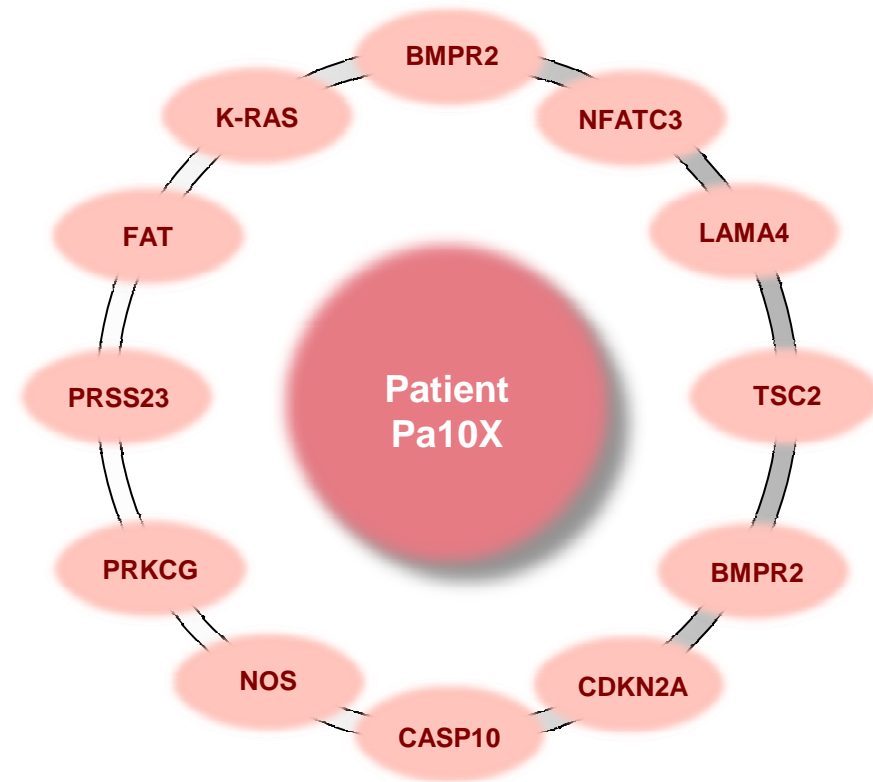 BMPR2
NFATC3
K-RAS
LAMA4
FAT
Patient
Pa10X
PRSS23
TSC2
PRKCG
BMPR2
NOS
CDKN2A
CASP10